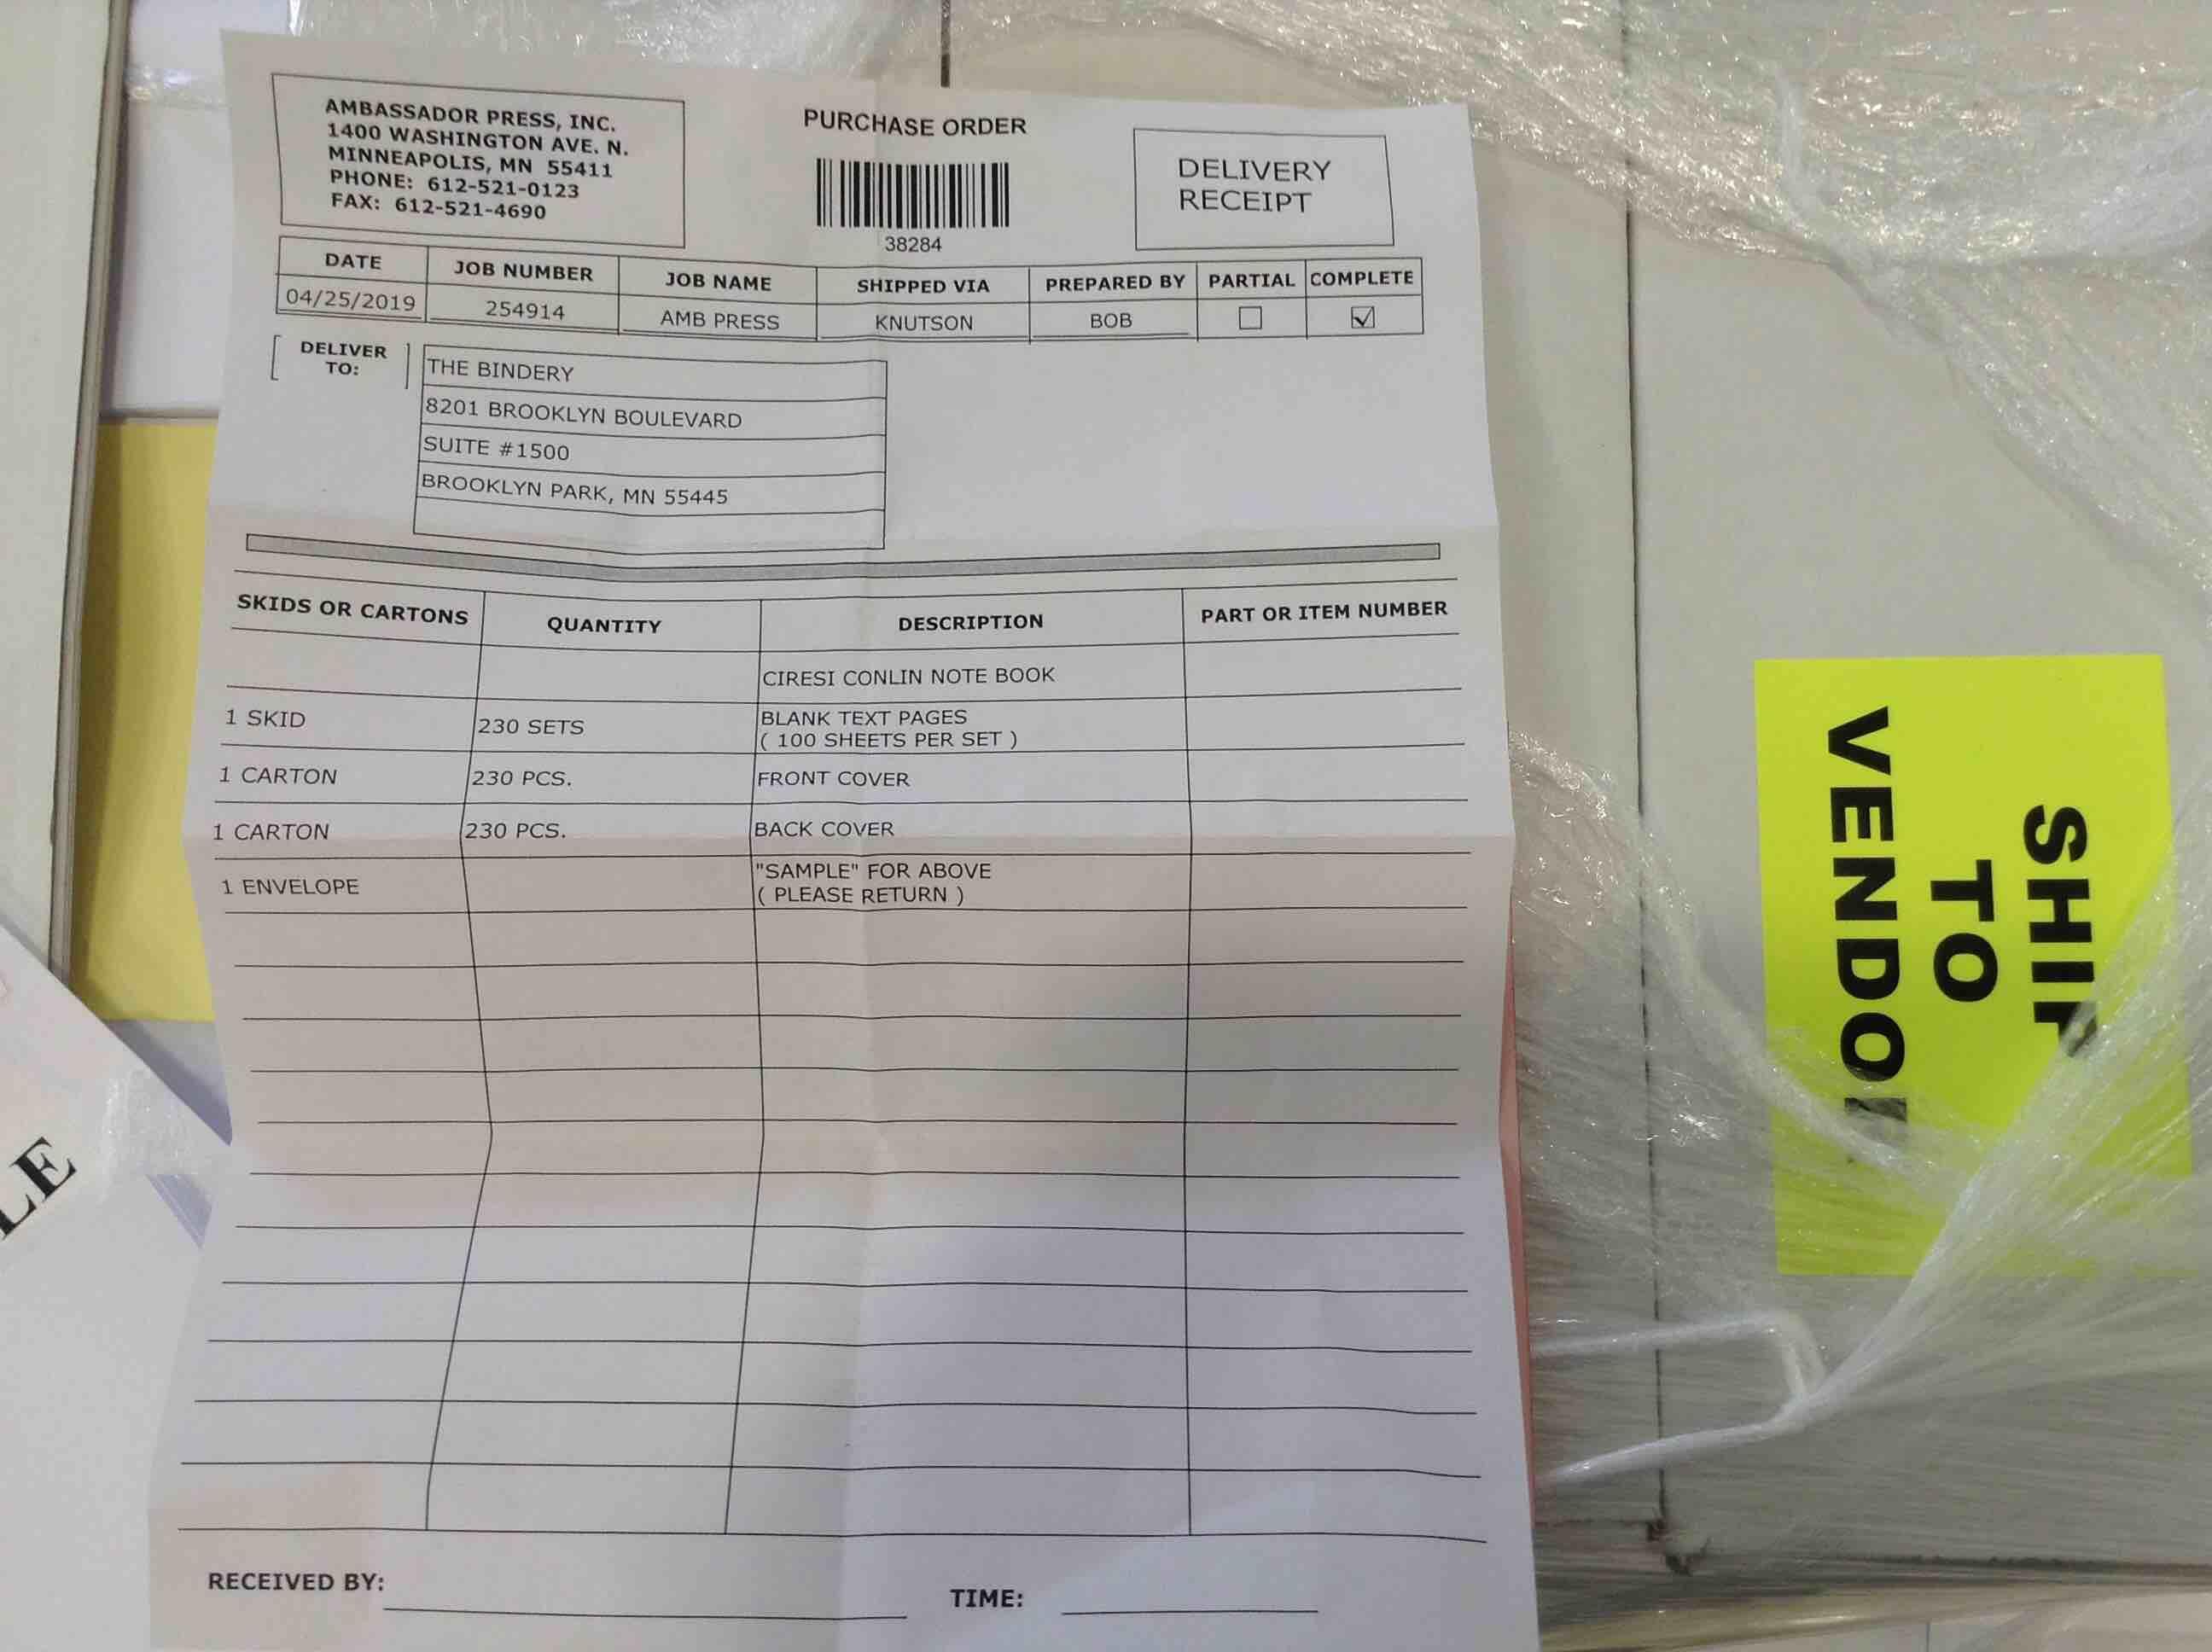 AMBASSADOR PRESS, INC.
1400 WASHINGTON AVE. N.
MINNEAPOLIS, MN 55411
PHONE: 612-521-0123
FAX: 612-521-4690
PURCHASE ORDER
38284
DELIVERY
RECEIPT
DATE JOB NUMBER JOB NAME SHIPPED VIA PREPARED BY PARTIAL COMPLETE
04/25/2019 254914 AMB PRESS KNUTSON BOB
DELIVER
TO:
THE BINDERY
8201 BROOKLYN BOULEVARD
SUITE #1500
BROOKLYN PARK, MN 55445
SKIDS OR CARTONS QUANTITY DESCRIPTION PART OR ITEM NUMBER
CIRESI CONLIN NOTE BOOK
1 SKID 230 SETS BLANK TEXT PAGES
( 100 SHEETS PER SET )
1 CARTON 230 PCS. FRONT COVER
1 CARTON 230 PCS. BACK COVER
1 ENVELOPE "SAMPLE" FOR ABOVE
( PLEASE RETURN )
RECEIVED BY: TIME:
SHIP
TO
VENDOR
LE